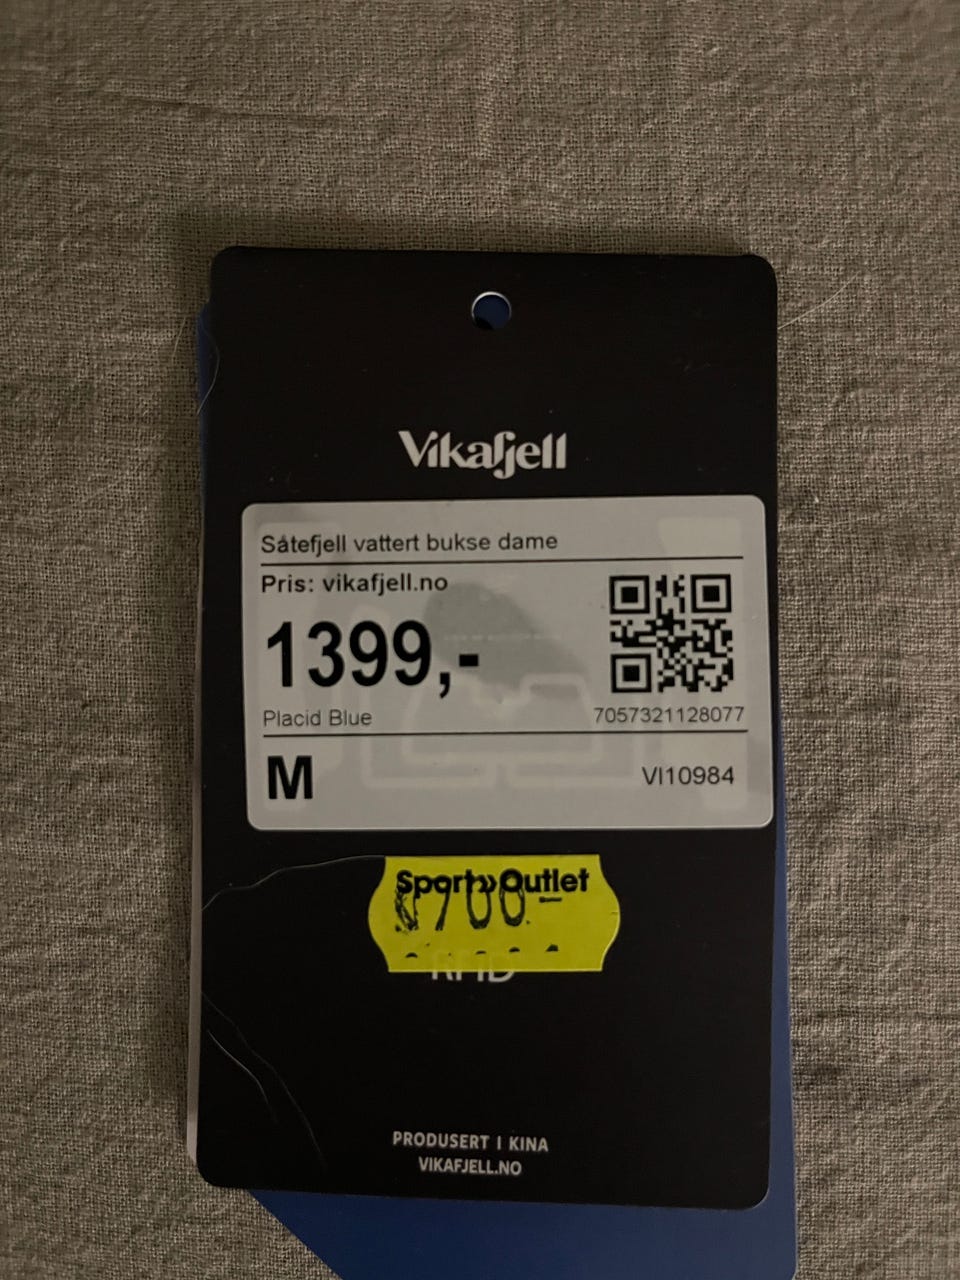 Vikafjell
Såtefjell vattert bukse dame
Pris: vikafjell.no
1399,-
Placid Blue
7057321128077
M
VI10984
Sport Outlet
RFID
PRODUSERT I KINA
VIKAFJELL.NO